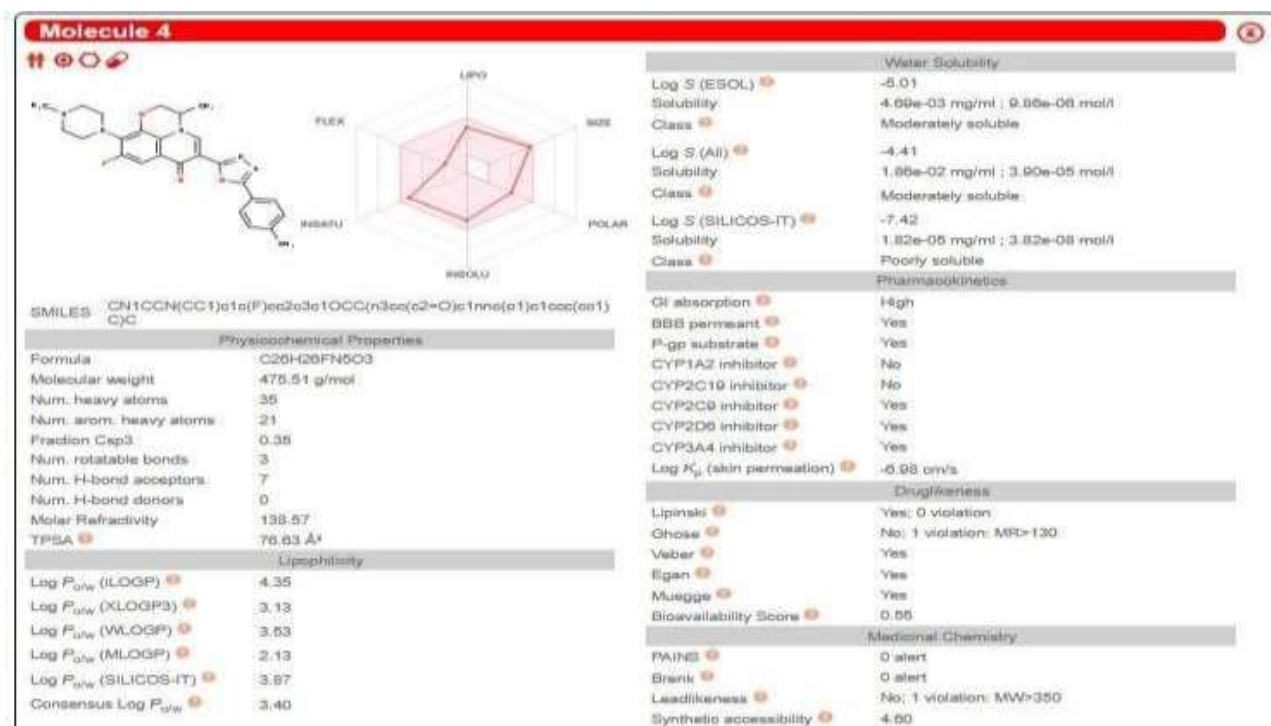 Molecule 4
LIPO
FLEX
SIZE
INSATU
POLAR
INSOLU
SMILES CN1CCN(CC1)c1c(F)cc2c3c1OCC(n3cc(c2=O)c1nnc(o1)c1ccc(cc1)
C)C
Physicochemical Properties
Formula C26H26FN5O3
Molecular weight 475.51 g/mol
Num. heavy atoms 35
Num. arom. heavy atoms 21
Fraction Csp3 0.35
Num. rotatable bonds 3
Num. H-bond acceptors 7
Num. H-bond donors 0
Molar Refractivity 138.57
TPSA 76.63 Å²
Lipophilicity
Log Po/w (iLOGP) 4.35
Log Po/w (XLOGP3) 3.13
Log Po/w (WLOGP) 3.53
Log Po/w (MLOGP) 2.13
Log Po/w (SILICOS-IT) 3.87
Consensus Log Po/w 3.40
Water Solubility
Log S (ESOL) -5.01
Solubility 4.69e-03 mg/ml ; 9.86e-06 mol/l
Class Moderately soluble
Log S (Ali) -4.41
Solubility 1.86e-02 mg/ml ; 3.90e-05 mol/l
Class Moderately soluble
Log S (SILICOS-IT) -7.42
Solubility 1.82e-05 mg/ml ; 3.82e-08 mol/l
Class Poorly soluble
Pharmacokinetics
GI absorption High
BBB permeant Yes
P-gp substrate Yes
CYP1A2 inhibitor No
CYP2C19 inhibitor No
CYP2C9 inhibitor Yes
CYP2D6 inhibitor Yes
CYP3A4 inhibitor Yes
Log Kp (skin permeation) -6.98 cm/s
Druglikeness
Lipinski Yes; 0 violation
Ghose No; 1 violation: MR>130
Veber Yes
Egan Yes
Muegge Yes
Bioavailability Score 0.55
Medicinal Chemistry
PAINS 0 alert
Brenk 0 alert
Leadlikeness No; 1 violation: MW>350
Synthetic accessibility 4.60